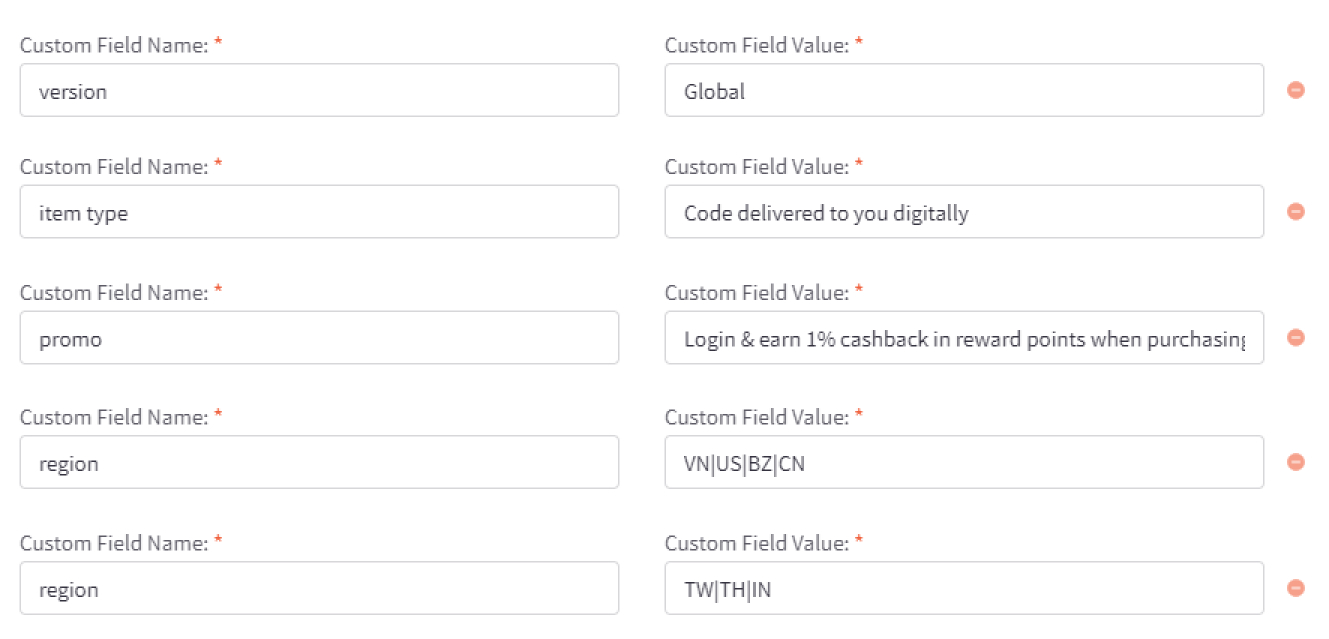 Custom Field Name: *
Custom Field Value: *
version
Global
Custom Field Name: *
Custom Field Value: *
item type
Code delivered to you digitally
Custom Field Name: *
Custom Field Value: *
promo
Login & earn 1% cashback in reward points when purchasing
Custom Field Name: *
Custom Field Value: *
region
VN|US|BZ|CN
Custom Field Name: *
Custom Field Value: *
region
TW|TH|IN